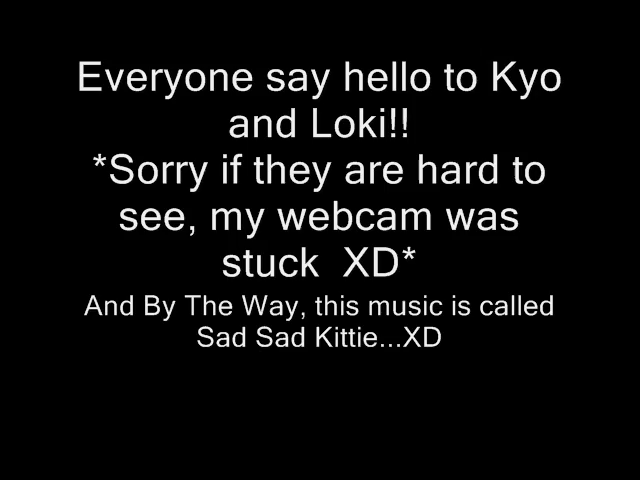 Everyone say hello to Kyo
and Loki!!
*Sorry if they are hard to
see, my webcam was
stuck  XD*
And By The Way, this music is called
Sad Sad Kittie...XD